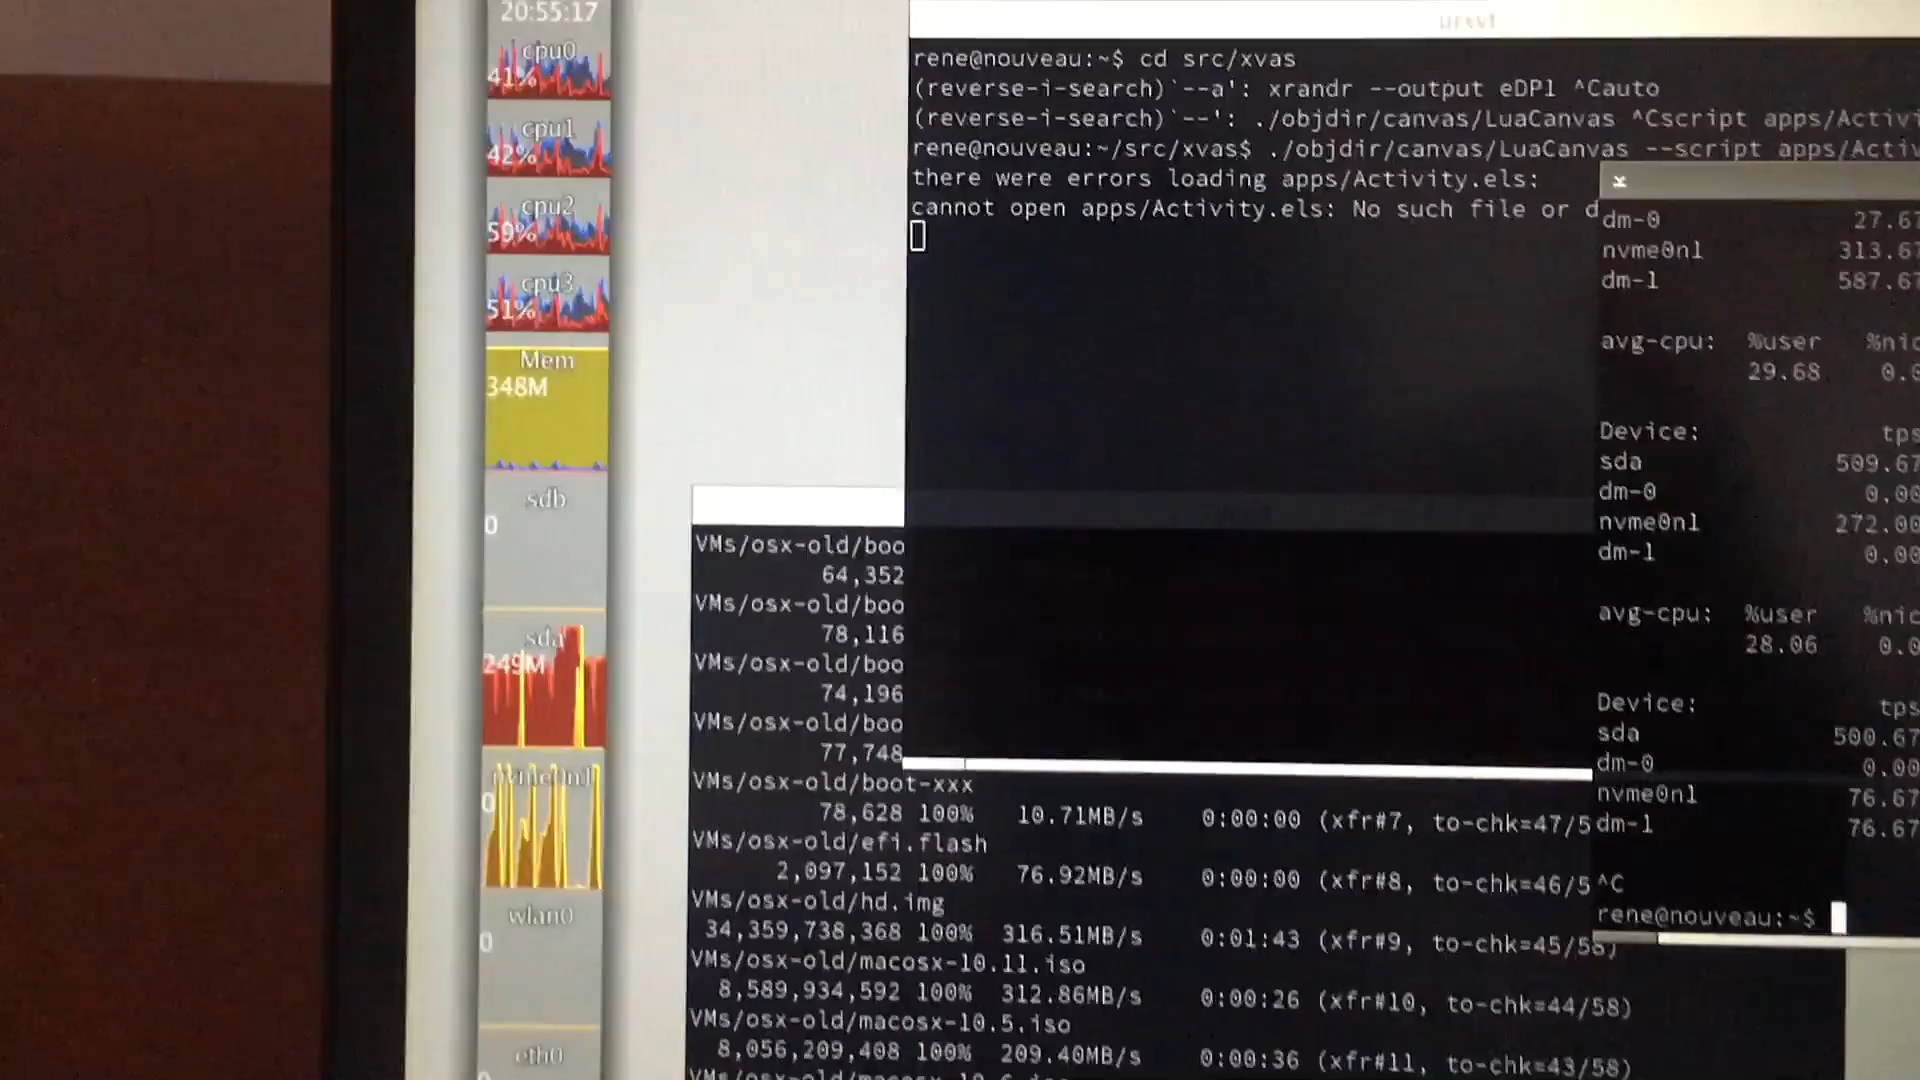 20:55:17
cpu0
41%
cpu1
42%
cpu2
59%
cpu3
51%
Mem
348M
sdb
0
sda
249M
nvme0n1
0
wlan0
0
eth0
urxvt
rene@nouveau:~$ cd src/xvas
(reverse-i-search)`--a': xrandr --output eDP1 ^Cauto
(reverse-i-search)`--': ./objdir/canvas/LuaCanvas ^Cscript apps/Activi
rene@nouveau:~/src/xvas$ ./objdir/canvas/LuaCanvas --script apps/Activ
there were errors loading apps/Activity.els:
cannot open apps/Activity.els: No such file or d
x
dm-0 27.67
nvme0n1 313.67
dm-1 587.67
avg-cpu: %user %nic
29.68 0.0
Device: tps
sda 509.67
dm-0 0.00
nvme0n1 272.00
dm-1 0.00
avg-cpu: %user %nic
28.06 0.0
Device: tps
sda 500.67
dm-0 0.00
nvme0n1 76.67
dm-1 76.67
^C
rene@nouveau:~$
VMs/osx-old/boo
64,352
VMs/osx-old/boo
78,116
VMs/osx-old/boo
74,196
VMs/osx-old/boo
77,748
VMs/osx-old/boot-xxx
78,628 100% 10.71MB/s 0:00:00 (xfr#7, to-chk=47/5
VMs/osx-old/efi.flash
2,097,152 100% 76.92MB/s 0:00:00 (xfr#8, to-chk=46/5
VMs/osx-old/hd.img
34,359,738,368 100% 316.51MB/s 0:01:43 (xfr#9, to-chk=45/58)
VMs/osx-old/macosx-10.11.iso
8,589,934,592 100% 312.86MB/s 0:00:26 (xfr#10, to-chk=44/58)
VMs/osx-old/macosx-10.5.iso
8,056,209,408 100% 209.40MB/s 0:00:36 (xfr#11, to-chk=43/58)